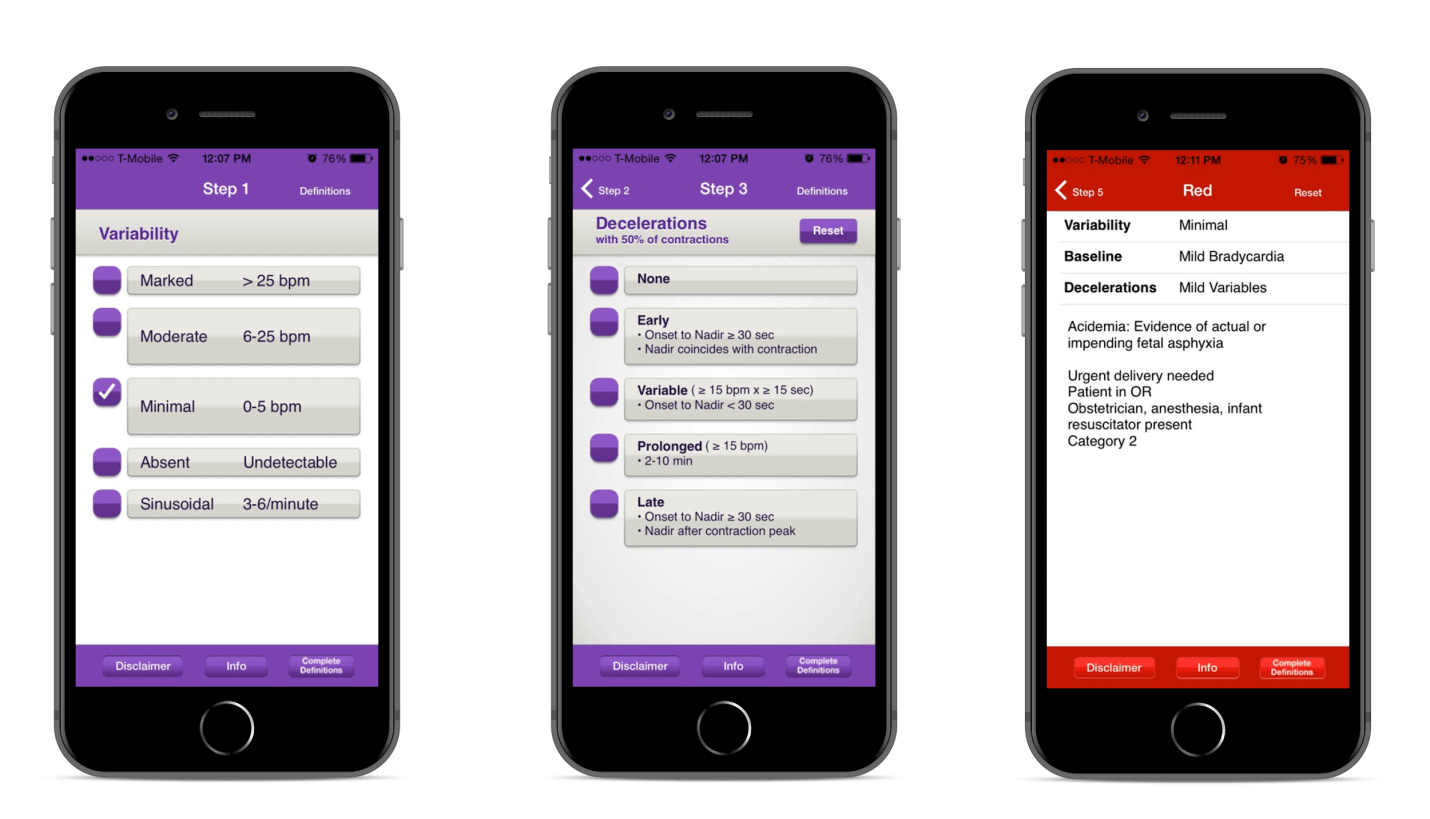 T-Mobile 12:07 PM 76%
Step 1 Definitions
Variability
Marked > 25 bpm
Moderate 6-25 bpm
Minimal 0-5 bpm
Absent Undetectable
Sinusoidal 3-6/minute
Disclaimer Info Complete Definitions
T-Mobile 12:07 PM 76%
Step 2 Step 3 Definitions
Decelerations
with 50% of contractions
Reset
None
Early
• Onset to Nadir ≥ 30 sec
• Nadir coincides with contraction
Variable ( ≥ 15 bpm x ≥ 15 sec)
• Onset to Nadir < 30 sec
Prolonged ( ≥ 15 bpm)
• 2-10 min
Late
• Onset to Nadir ≥ 30 sec
• Nadir after contraction peak
Disclaimer Info Complete Definitions
T-Mobile 12:11 PM 75%
Step 5 Red Reset
Variability Minimal
Baseline Mild Bradycardia
Decelerations Mild Variables
Acidemia: Evidence of actual or
impending fetal asphyxia
Urgent delivery needed
Patient in OR
Obstetrician, anesthesia, infant
resuscitator present
Category 2
Disclaimer Info Complete Definitions